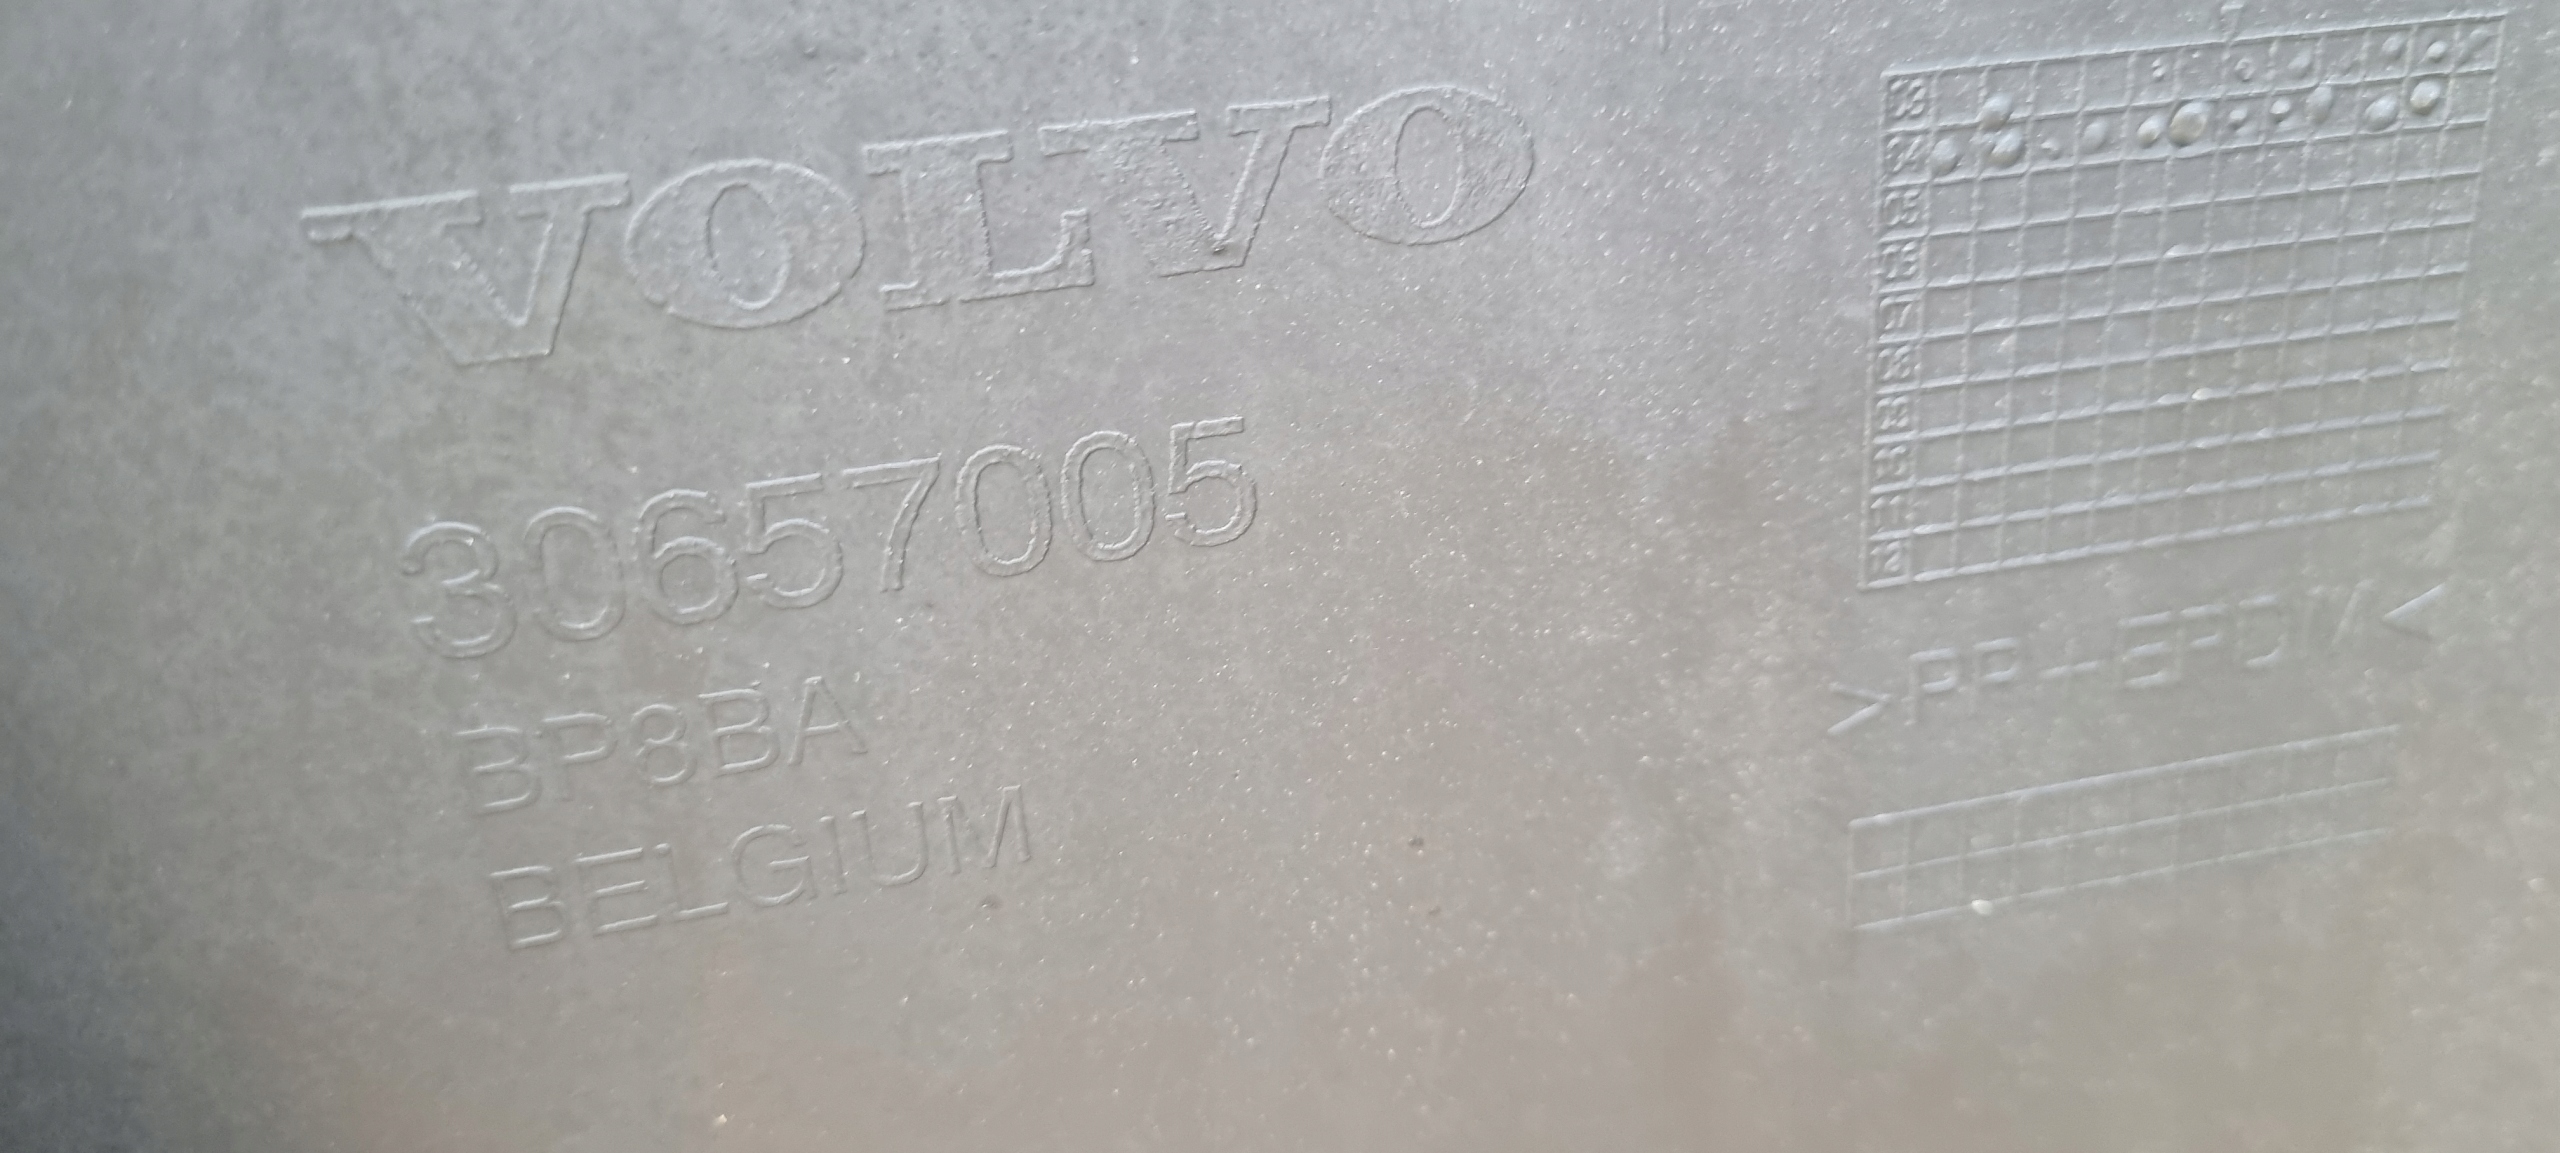 VOLVO
30657005
BP8BA
BELGIUM
>PP+EPDM<